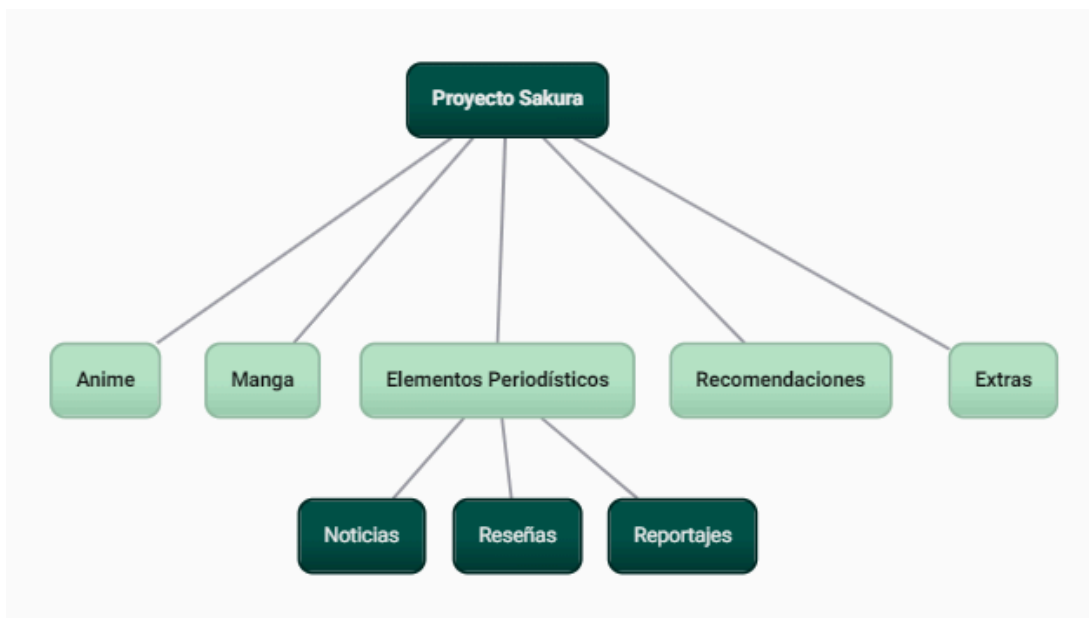 Proyecto Sakura
Anime
Manga
Elementos Periodísticos
Recomendaciones
Extras
Noticias
Reseñas
Reportajes